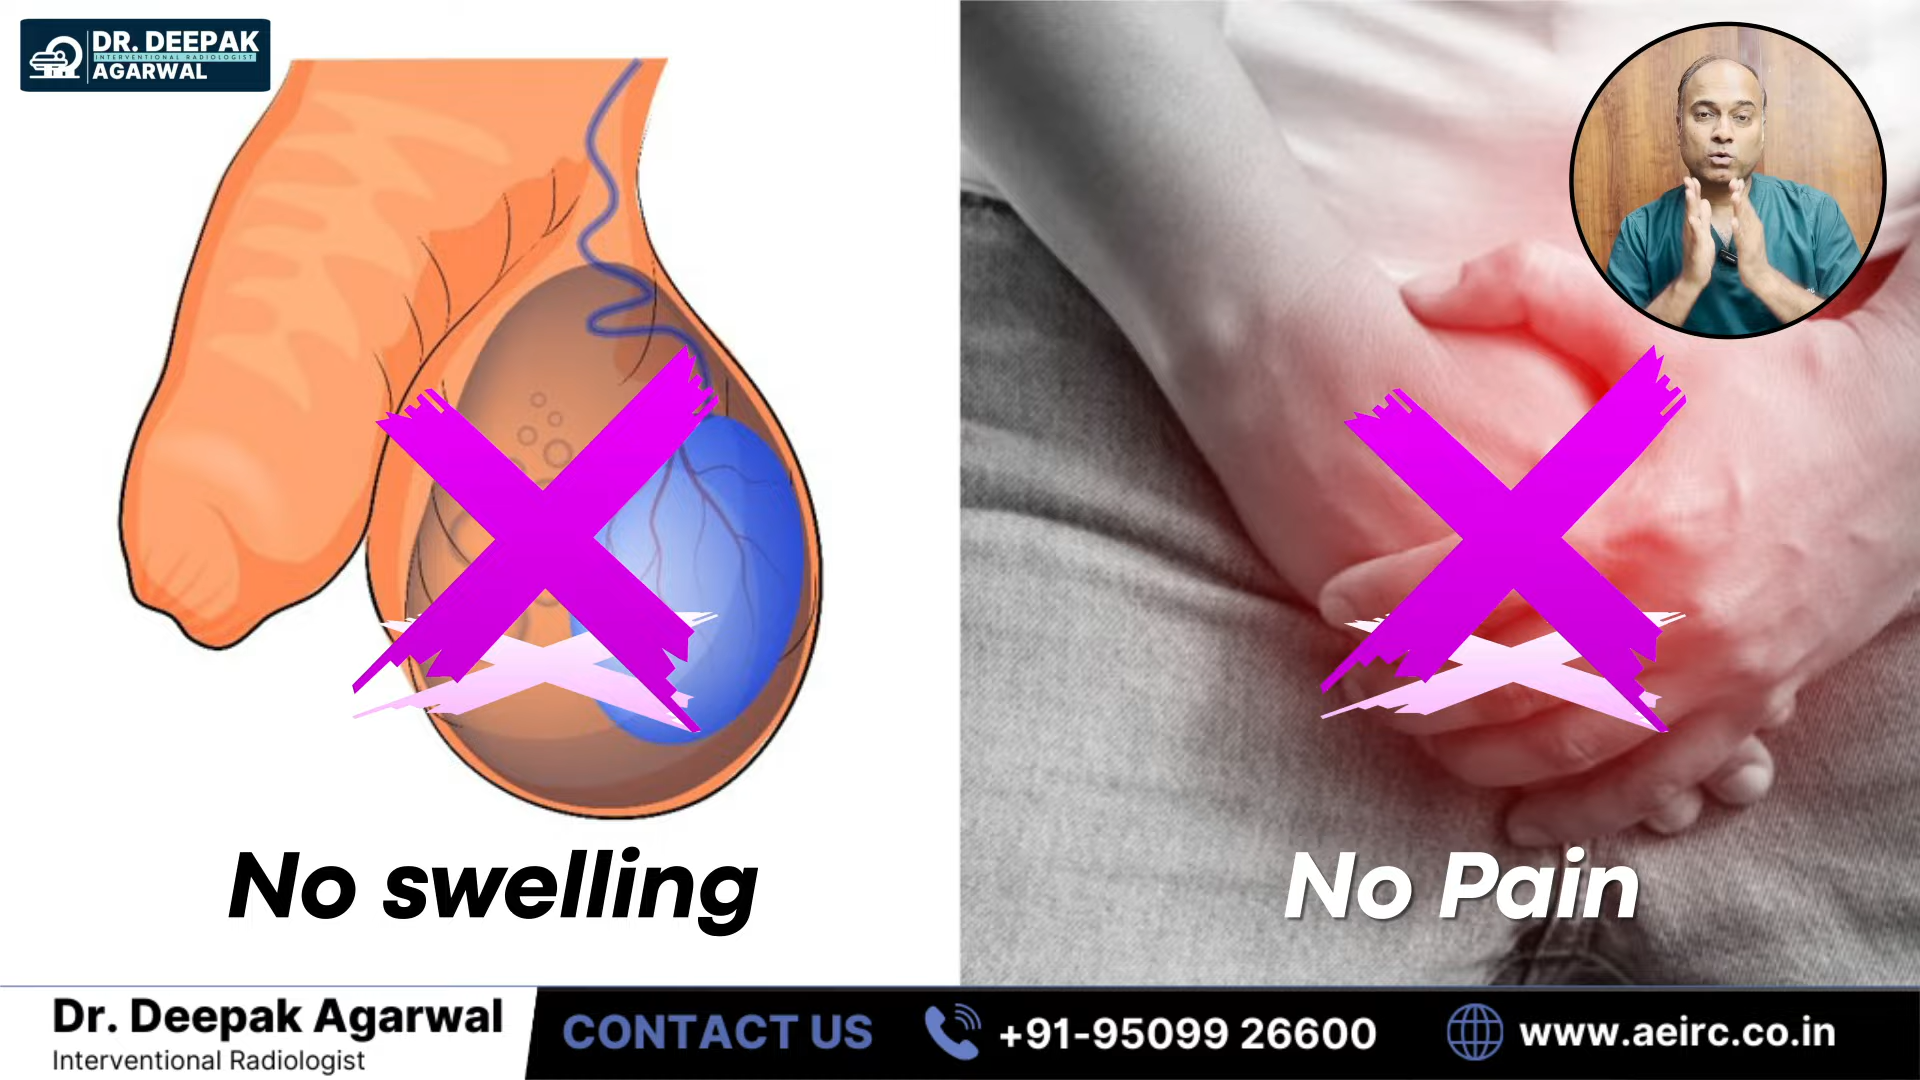 DR. DEEPAK
INTERVENTIONAL RADIOLOGIST
AGARWAL
No swelling
No Pain
Dr. Deepak Agarwal
Interventional Radiologist
CONTACT US
+91-95099 26600
www.aeirc.co.in